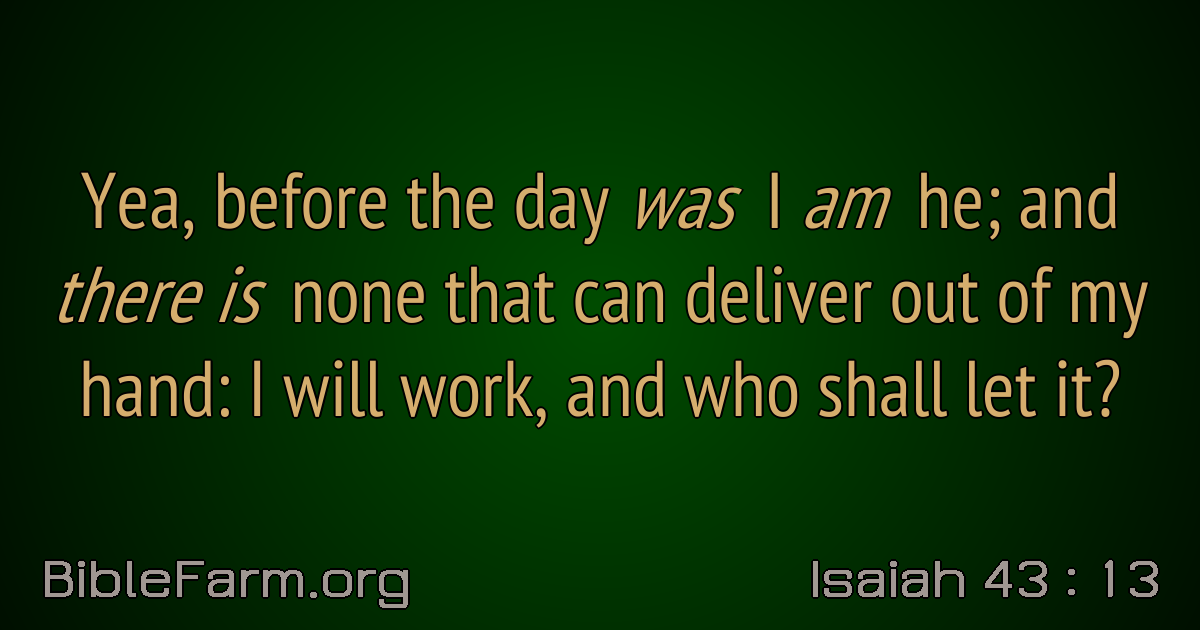 Yea, before the day was I am he; and
there is none that can deliver out of my
hand: I will work, and who shall let it?
BibleFarm.org
Isaiah 43 : 13